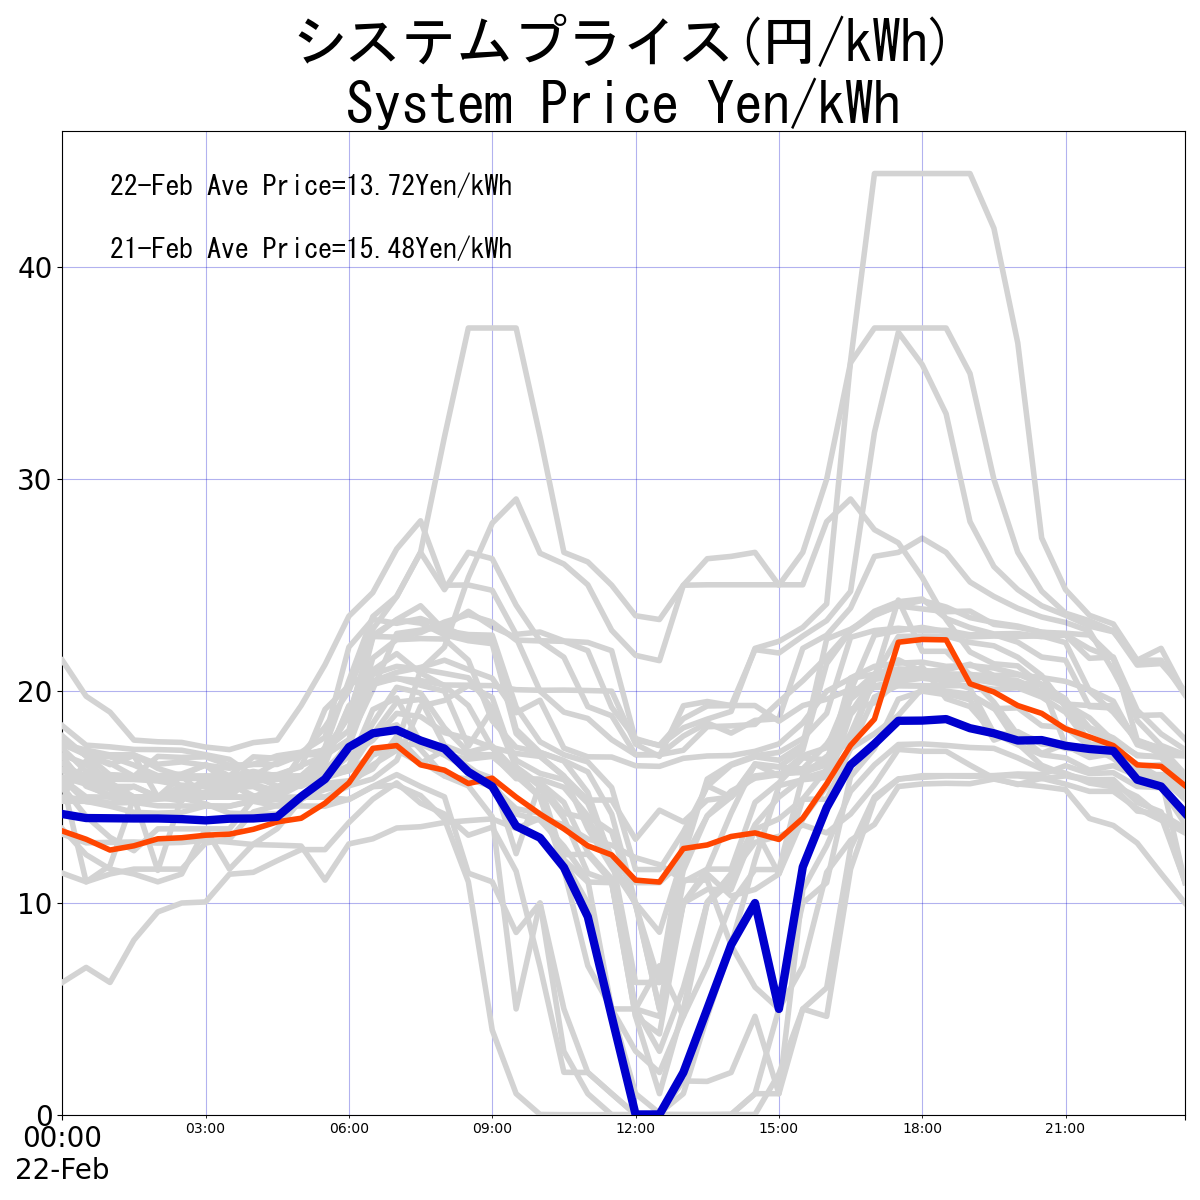 システムプライス(円/kWh)
System Price Yen/kWh
22-Feb Ave Price=13.72Yen/kWh
21-Feb Ave Price=15.48Yen/kWh
40
30
20
10
0
00:00 03:00 06:00 09:00 12:00 15:00 18:00 21:00
22-Feb